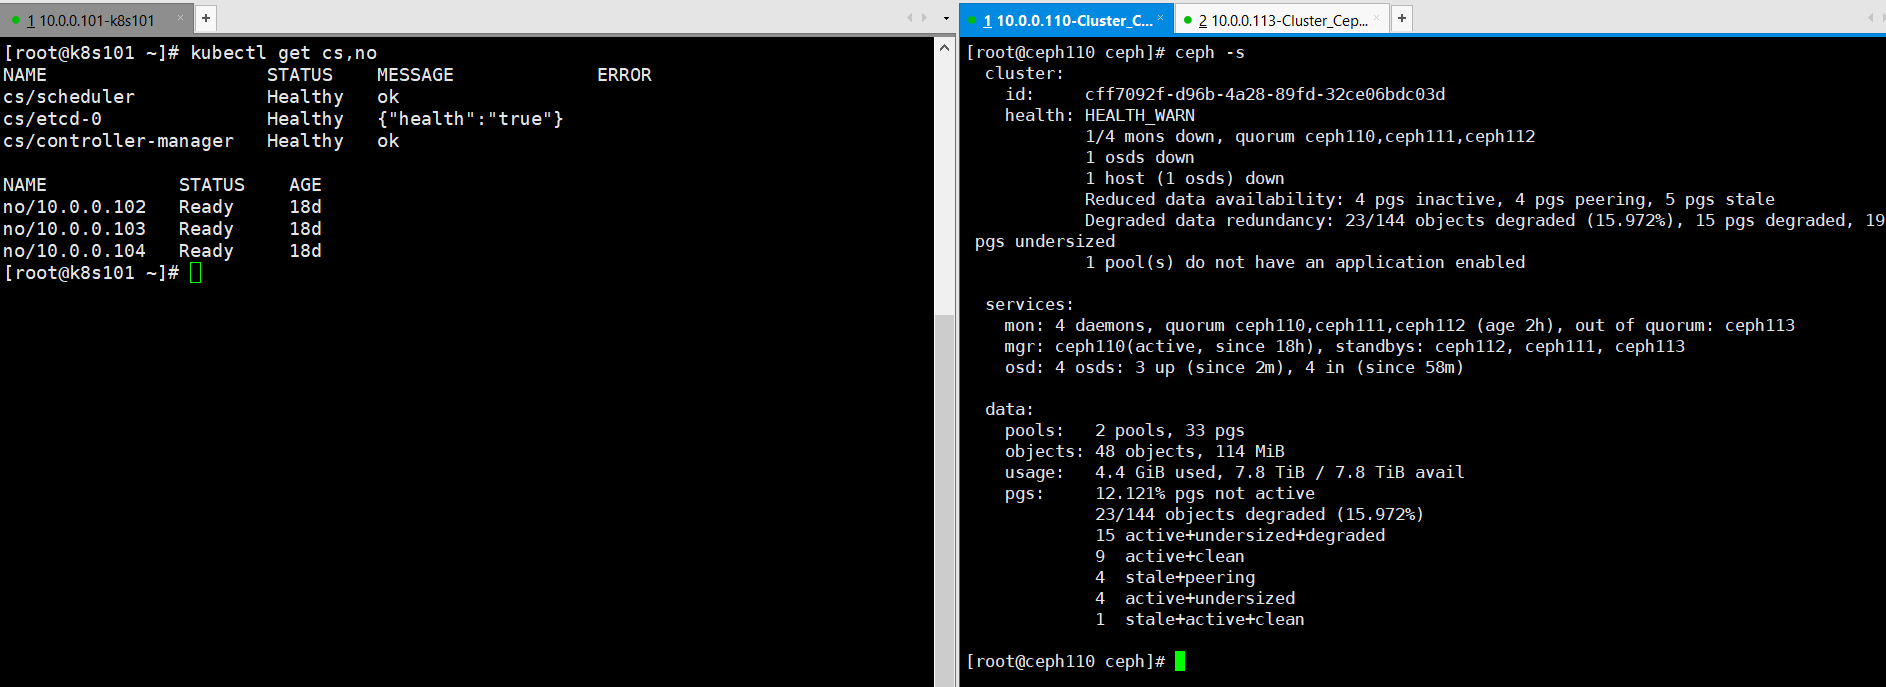 1 10.0.0.101-k8s101
[root@k8s101 ~]# kubectl get cs,no
NAME                    STATUS    MESSAGE             ERROR
cs/scheduler            Healthy   ok
cs/etcd-0               Healthy   {"health":"true"}
cs/controller-manager   Healthy   ok
NAME            STATUS    AGE
no/10.0.0.102   Ready     18d
no/10.0.0.103   Ready     18d
no/10.0.0.104   Ready     18d
[root@k8s101 ~]#
1 10.0.0.110-Cluster_C...
2 10.0.0.113-Cluster_Cep...
[root@ceph110 ceph]# ceph -s
  cluster:
    id:     cff7092f-d96b-4a28-89fd-32ce06bdc03d
    health: HEALTH_WARN
            1/4 mons down, quorum ceph110,ceph111,ceph112
            1 osds down
            1 host (1 osds) down
            Reduced data availability: 4 pgs inactive, 4 pgs peering, 5 pgs stale
            Degraded data redundancy: 23/144 objects degraded (15.972%), 15 pgs degraded, 19
 pgs undersized
            1 pool(s) do not have an application enabled
  services:
    mon: 4 daemons, quorum ceph110,ceph111,ceph112 (age 2h), out of quorum: ceph113
    mgr: ceph110(active, since 18h), standbys: ceph112, ceph111, ceph113
    osd: 4 osds: 3 up (since 2m), 4 in (since 58m)
  data:
    pools:   2 pools, 33 pgs
    objects: 48 objects, 114 MiB
    usage:   4.4 GiB used, 7.8 TiB / 7.8 TiB avail
    pgs:     12.121% pgs not active
             23/144 objects degraded (15.972%)
             15 active+undersized+degraded
             9  active+clean
             4  stale+peering
             4  active+undersized
             1  stale+active+clean
[root@ceph110 ceph]#